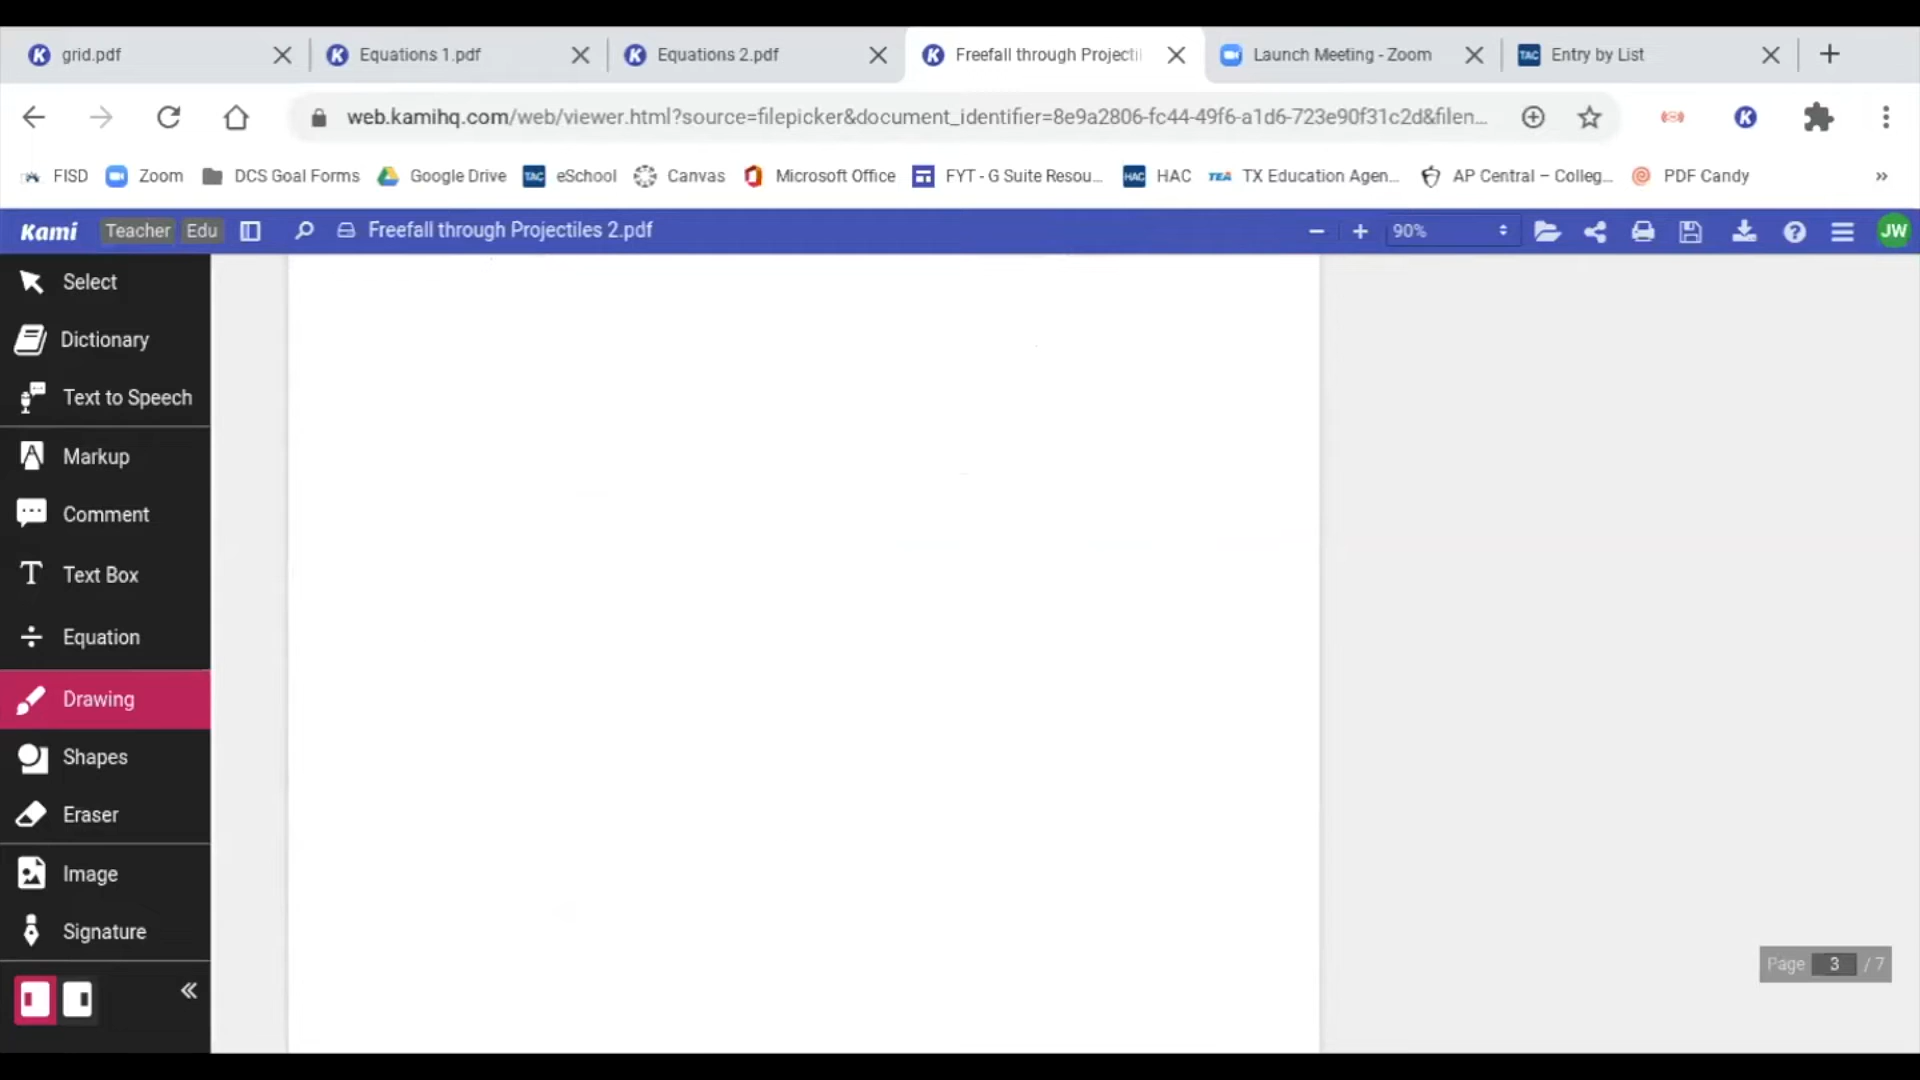 grid.pdf
Equations 1.pdf
Equations 2.pdf
Freefall through Projecti
Launch Meeting - Zoom
TAC Entry by List
web.kamihq.com/web/viewer.html?source=filepicker&document_identifier=8e9a2806-fc44-49f6-a1d6-723e90f31c2d&filen...
FISD
Zoom
DCS Goal Forms
Google Drive
TAC eSchool
Canvas
Microsoft Office
FYT - G Suite Resou...
HAC HAC
TEA TX Education Agen...
AP Central – Colleg...
PDF Candy
»
Kami Teacher Edu
Freefall through Projectiles 2.pdf
90%
JW
Select
Dictionary
Text to Speech
Markup
Comment
Text Box
Equation
Drawing
Shapes
Eraser
Image
Signature
Page 3 / 7